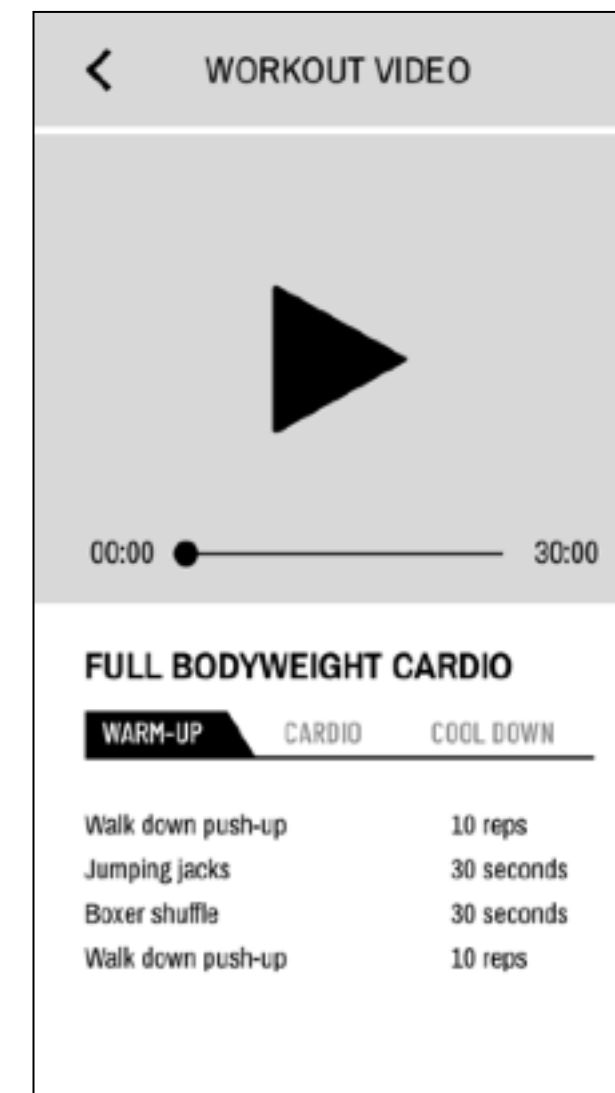 WORKOUT VIDEO
00:00 30:00
FULL BODYWEIGHT CARDIO
WARM-UP CARDIO COOL DOWN
Walk down push-up 10 reps
Jumping jacks 30 seconds
Boxer shuffle 30 seconds
Walk down push-up 10 reps